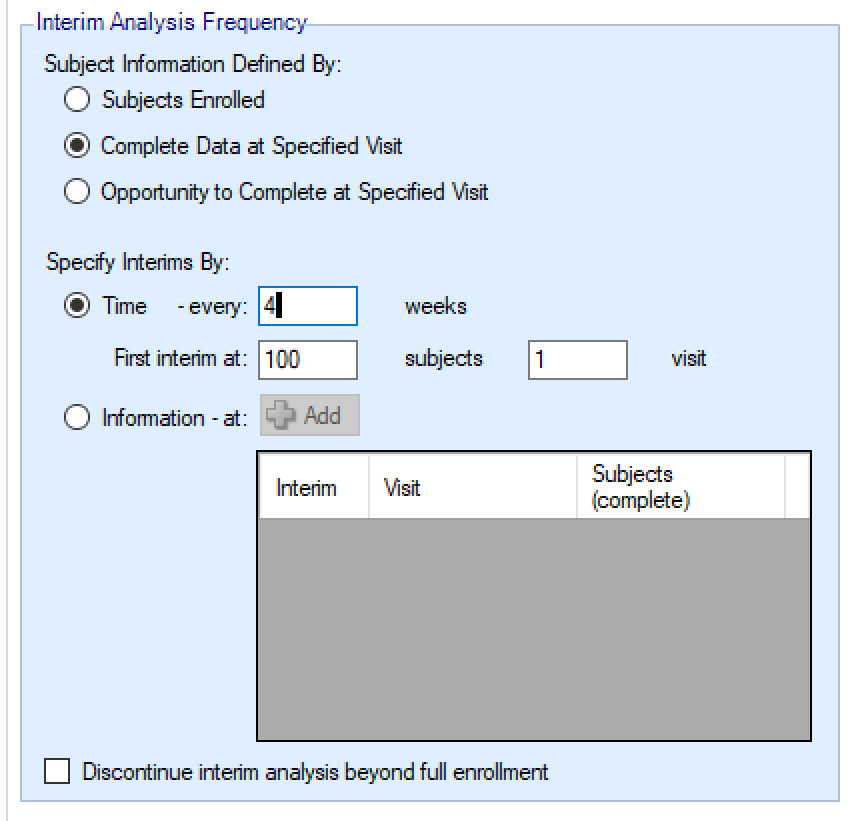 Interim Analysis Frequency
Subject Information Defined By:
Subjects Enrolled
Complete Data at Specified Visit
Opportunity to Complete at Specified Visit
Specify Interims By:
Time - every: 4 weeks
First interim at: 100 subjects 1 visit
Information - at: Add
Interim Visit Subjects
(complete)
Discontinue interim analysis beyond full enrollment